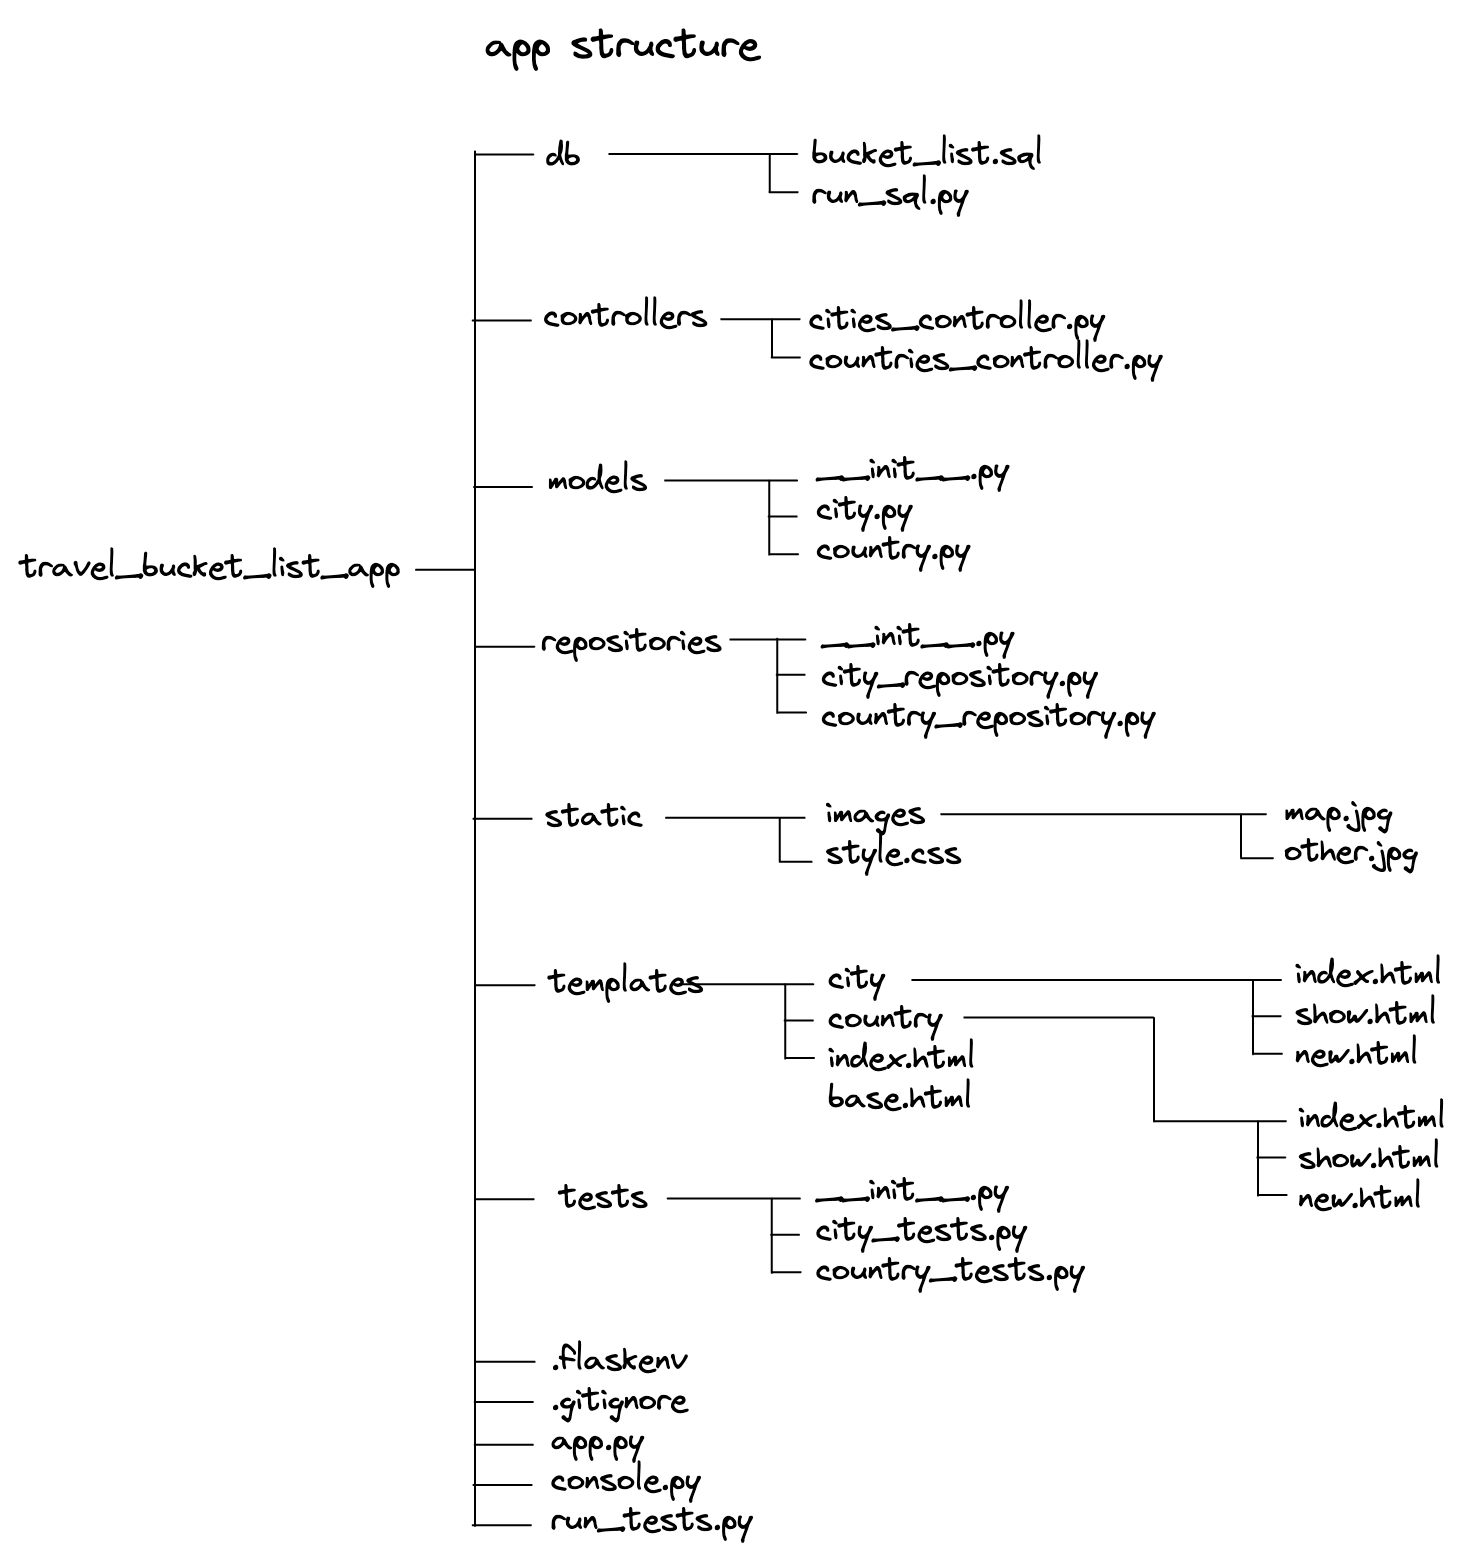 app structure
db
bucket_list.sql
run_sql.py
controllers
cities_controller.py
countries_controller.py
models
__init__.py
city.py
country.py
travel_bucket_list_app
repositories
__init__.py
city_repository.py
country_repository.py
static
images
style.css
map.jpg
other.jpg
templates
city
country
index.html
base.html
index.html
show.html
new.html
index.html
show.html
new.html
tests
__init__.py
city_tests.py
country_tests.py
.flaskenv
.gitignore
app.py
console.py
run_tests.py